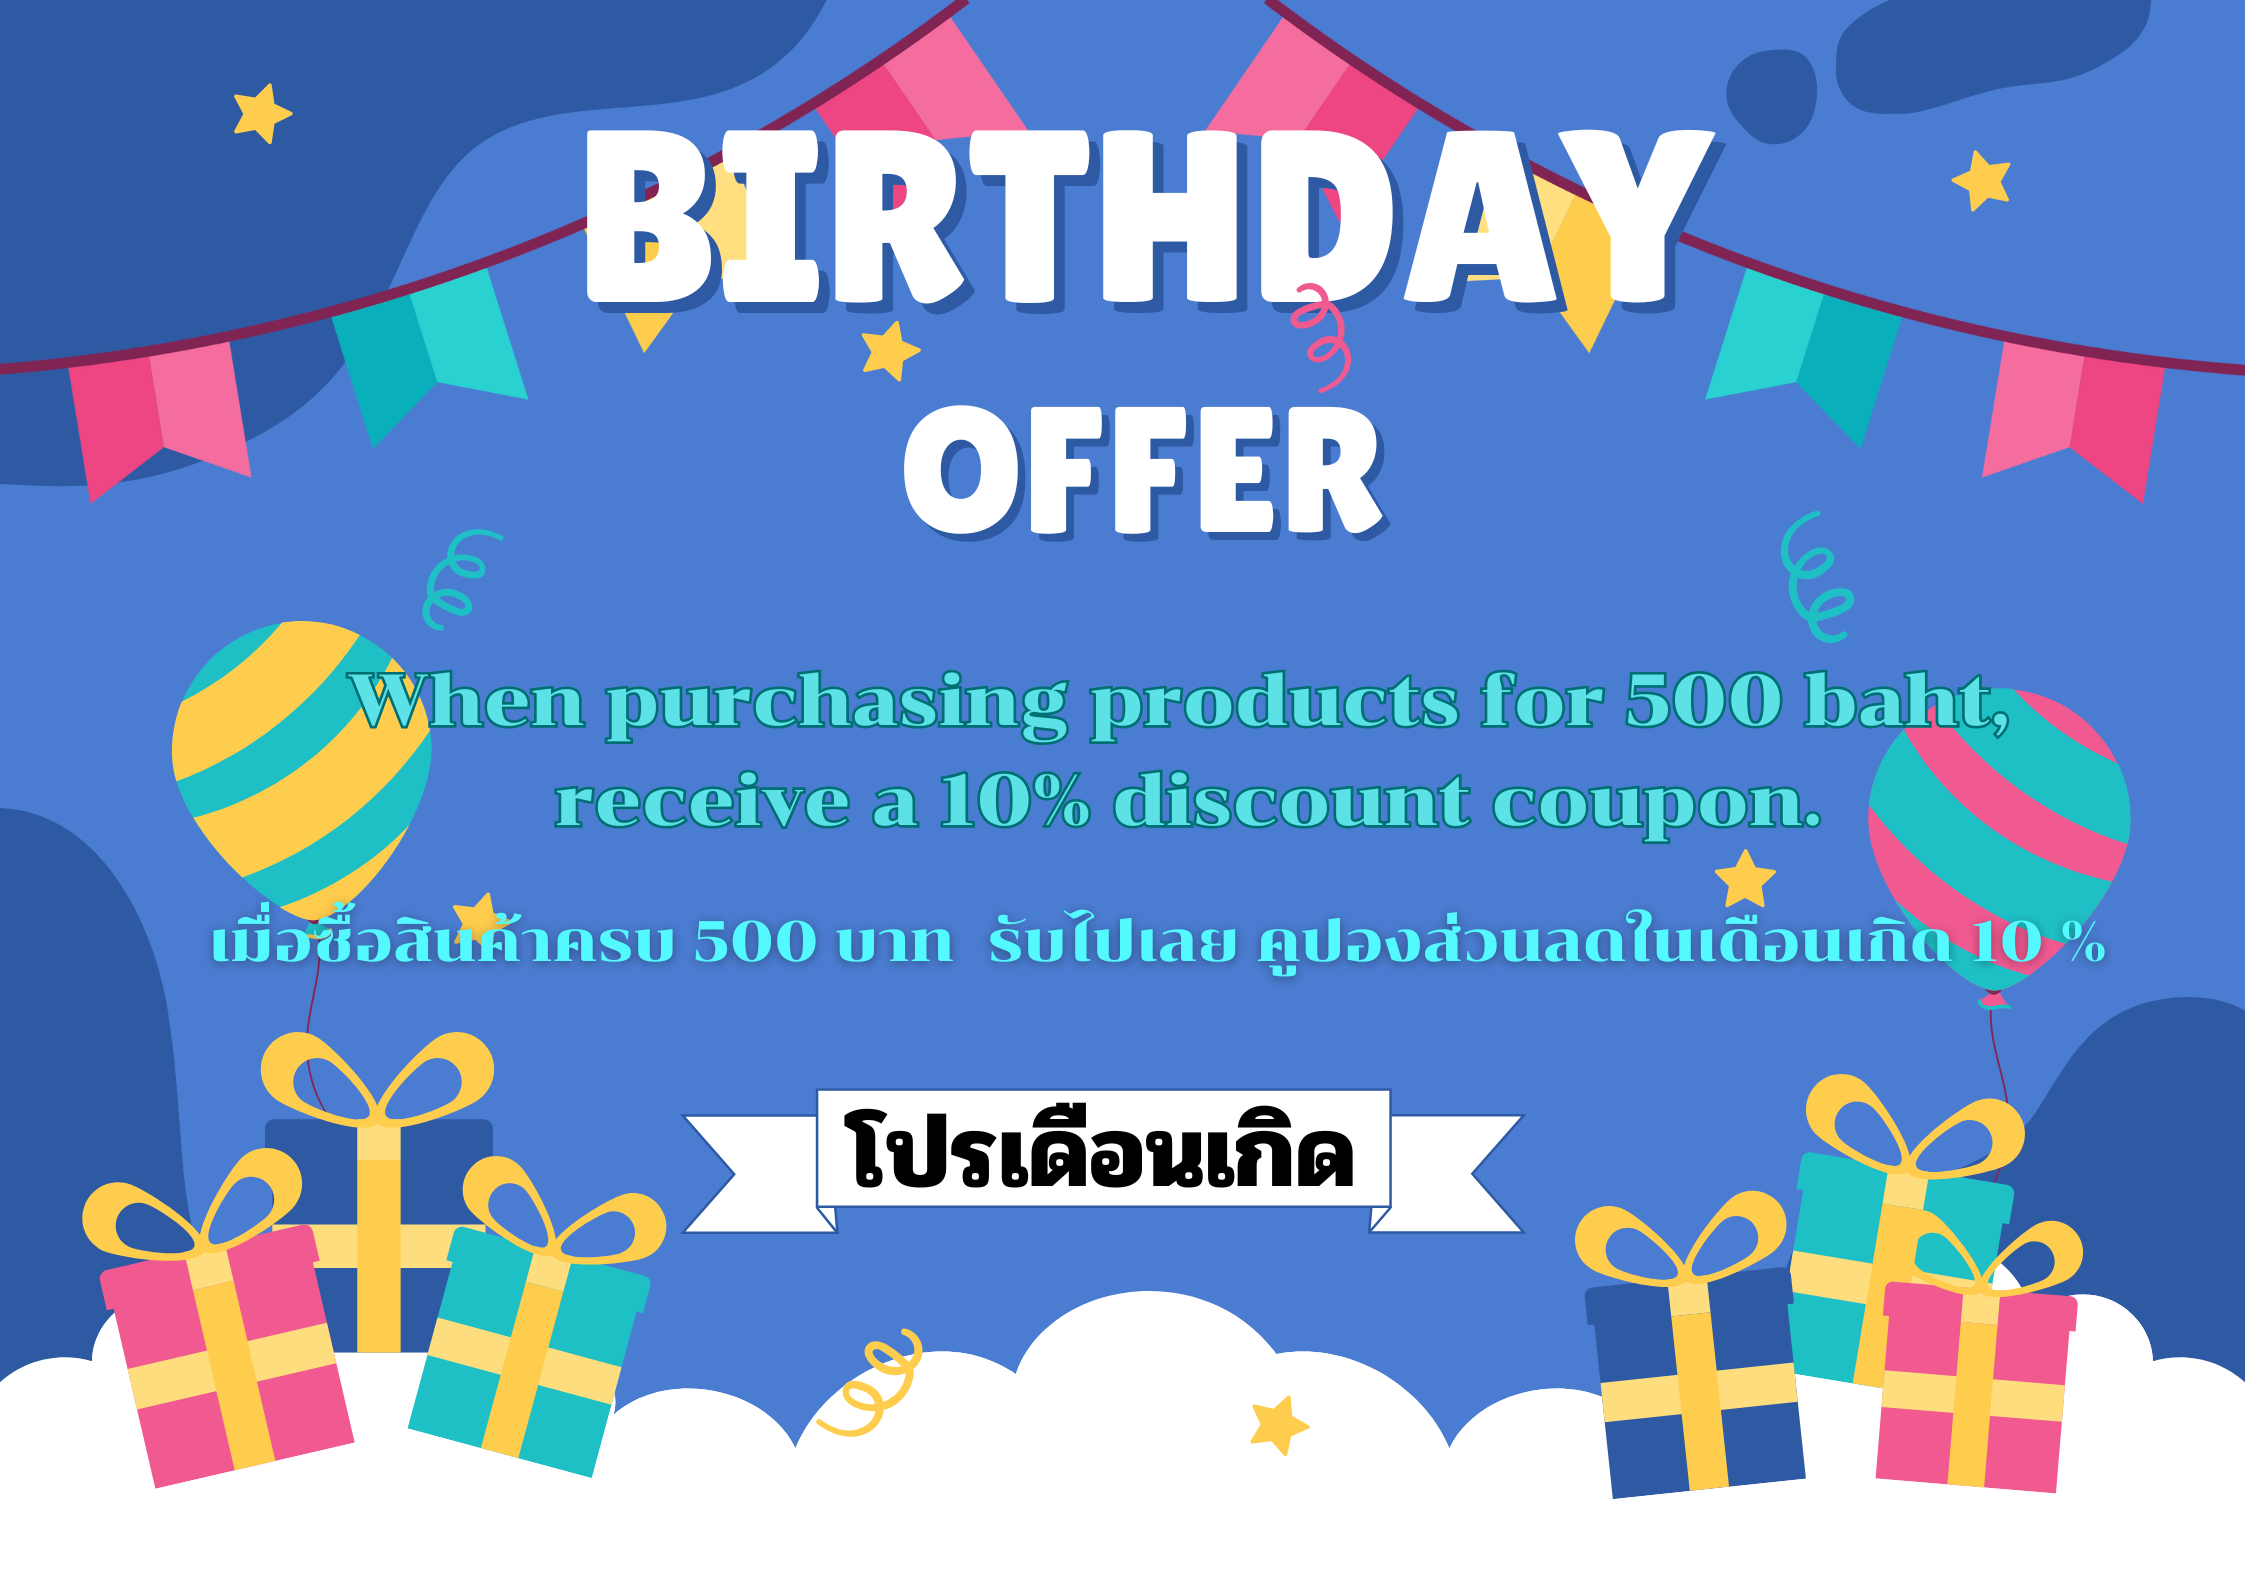 BIRTHDAY
OFFER
When purchasing products for 500 baht,
receive a 10% discount coupon.
เมื่อซื้อสินค้าครบ 500 บาท  รับไปเลย คูปองส่วนลดในเดือนเกิด 10 %
โปรเดือนเกิด